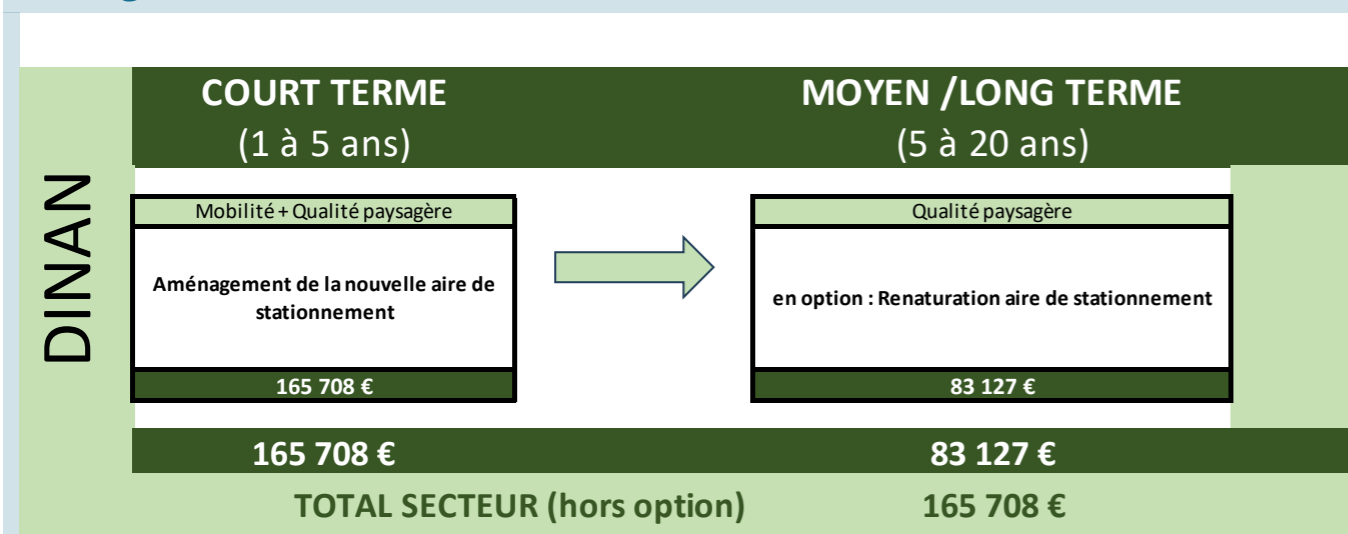 DINAN
COURT TERME
(1 à 5 ans)
MOYEN /LONG TERME
(5 à 20 ans)
Mobilité + Qualité paysagère
Aménagement de la nouvelle aire de
stationnement
165 708 €
Qualité paysagère
en option : Renaturation aire de stationnement
83 127 €
165 708 €
83 127 €
TOTAL SECTEUR (hors option)
165 708 €